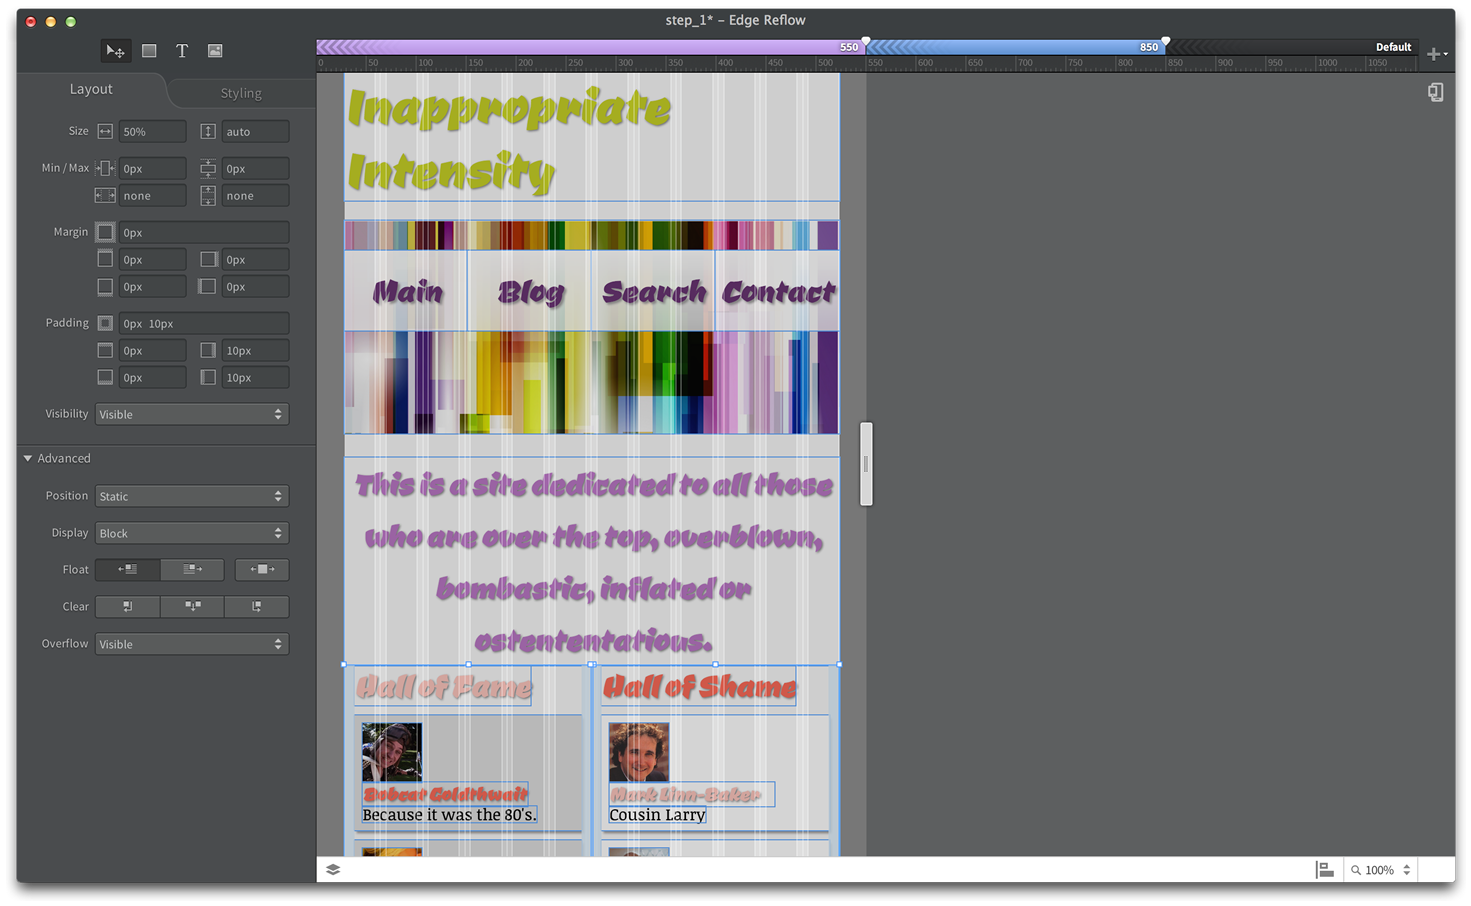 step_1* – Edge Reflow
T
550
850
Default
0 50 100 150 200 250 300 350 400 450 500 550 600 650 700 750 800 850 900 950 1000 1050
Layout
Styling
Size 50% auto
Min / Max 0px 0px
none none
Margin 0px
0px 0px
0px 0px
Padding 0px 10px
0px 10px
0px 10px
Visibility Visible
Advanced
Position Static
Display Block
Float
Clear
Overflow Visible
Inappropriate
Intensity
Main Blog Search Contact
This is a site dedicated to all those
who are over the top, overblown,
bombastic, inflated or
ostententatious.
Hall of Fame
Hall of Shame
Bobcat Goldthwait
Because it was the 80's.
Mark Linn-Baker
Cousin Larry
100%